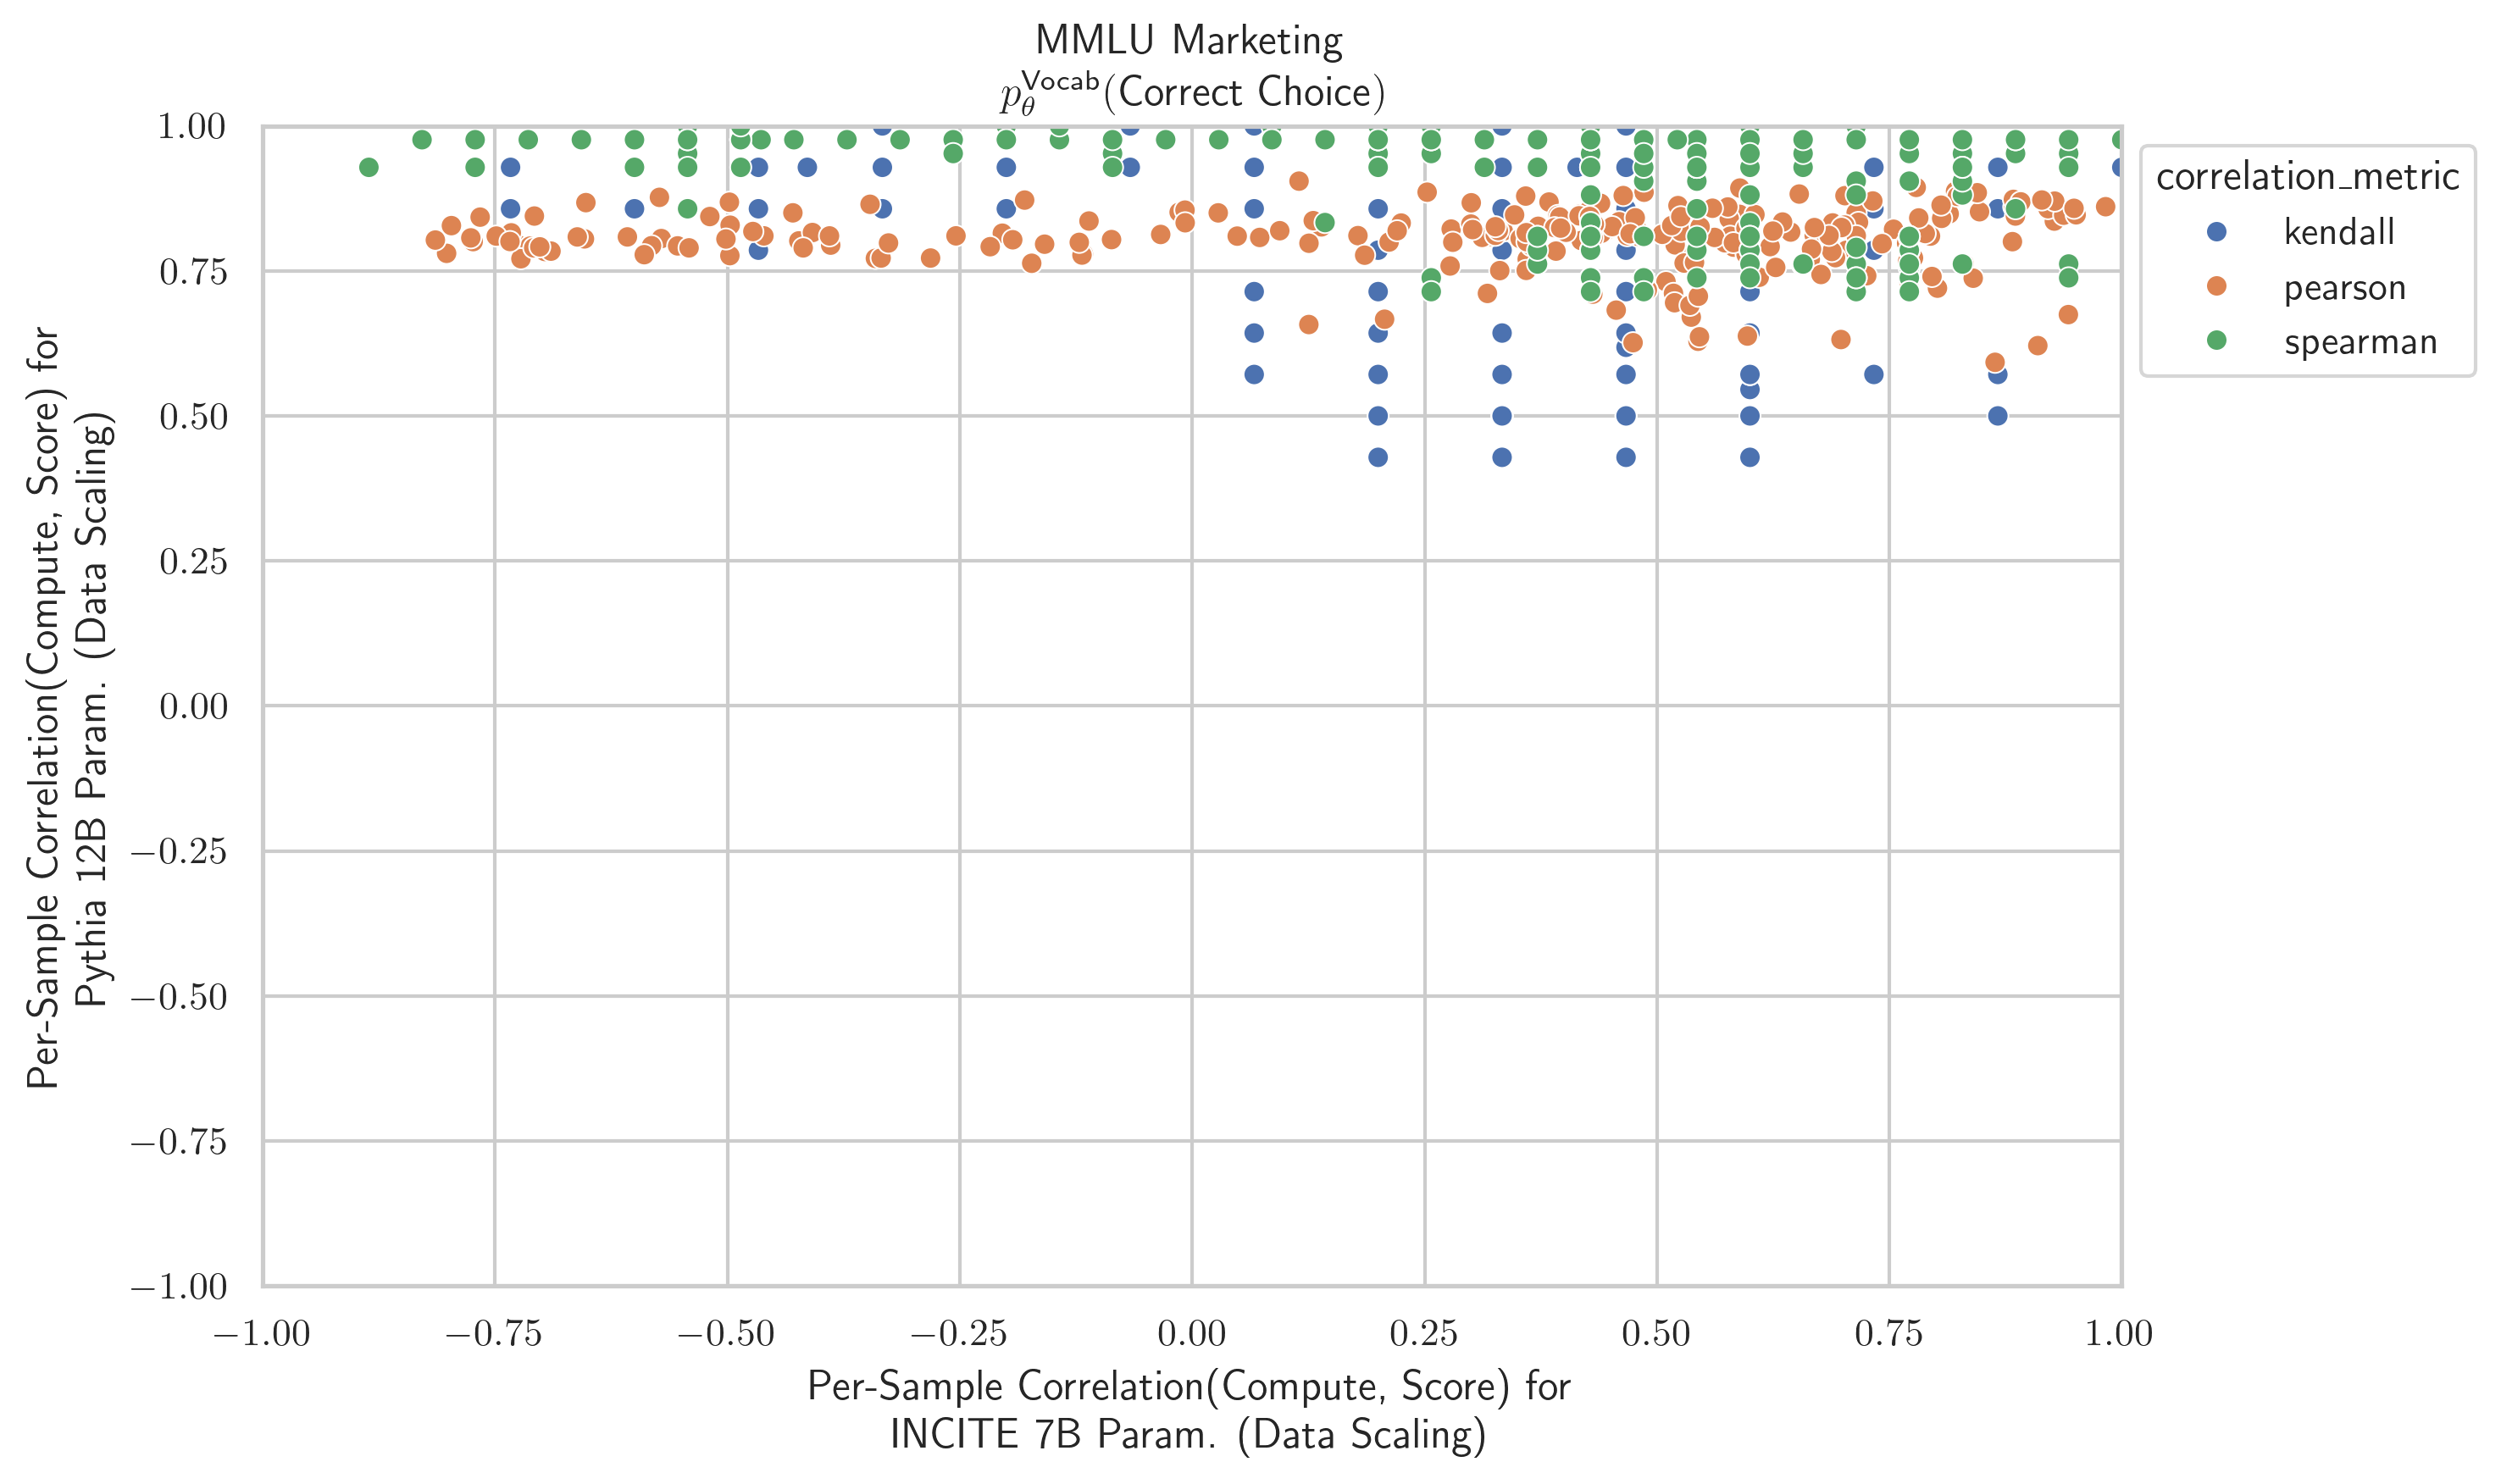 MMLU Marketing
p_θ^Vocab(Correct Choice)
1.00
0.75
0.50
0.25
0.00
−0.25
−0.50
−0.75
−1.00
Per-Sample Correlation(Compute, Score) for
Pythia 12B Param. (Data Scaling)
−1.00
−0.75
−0.50
−0.25
0.00
0.25
0.50
0.75
1.00
Per-Sample Correlation(Compute, Score) for
INCITE 7B Param. (Data Scaling)
correlation_metric
kendall
pearson
spearman